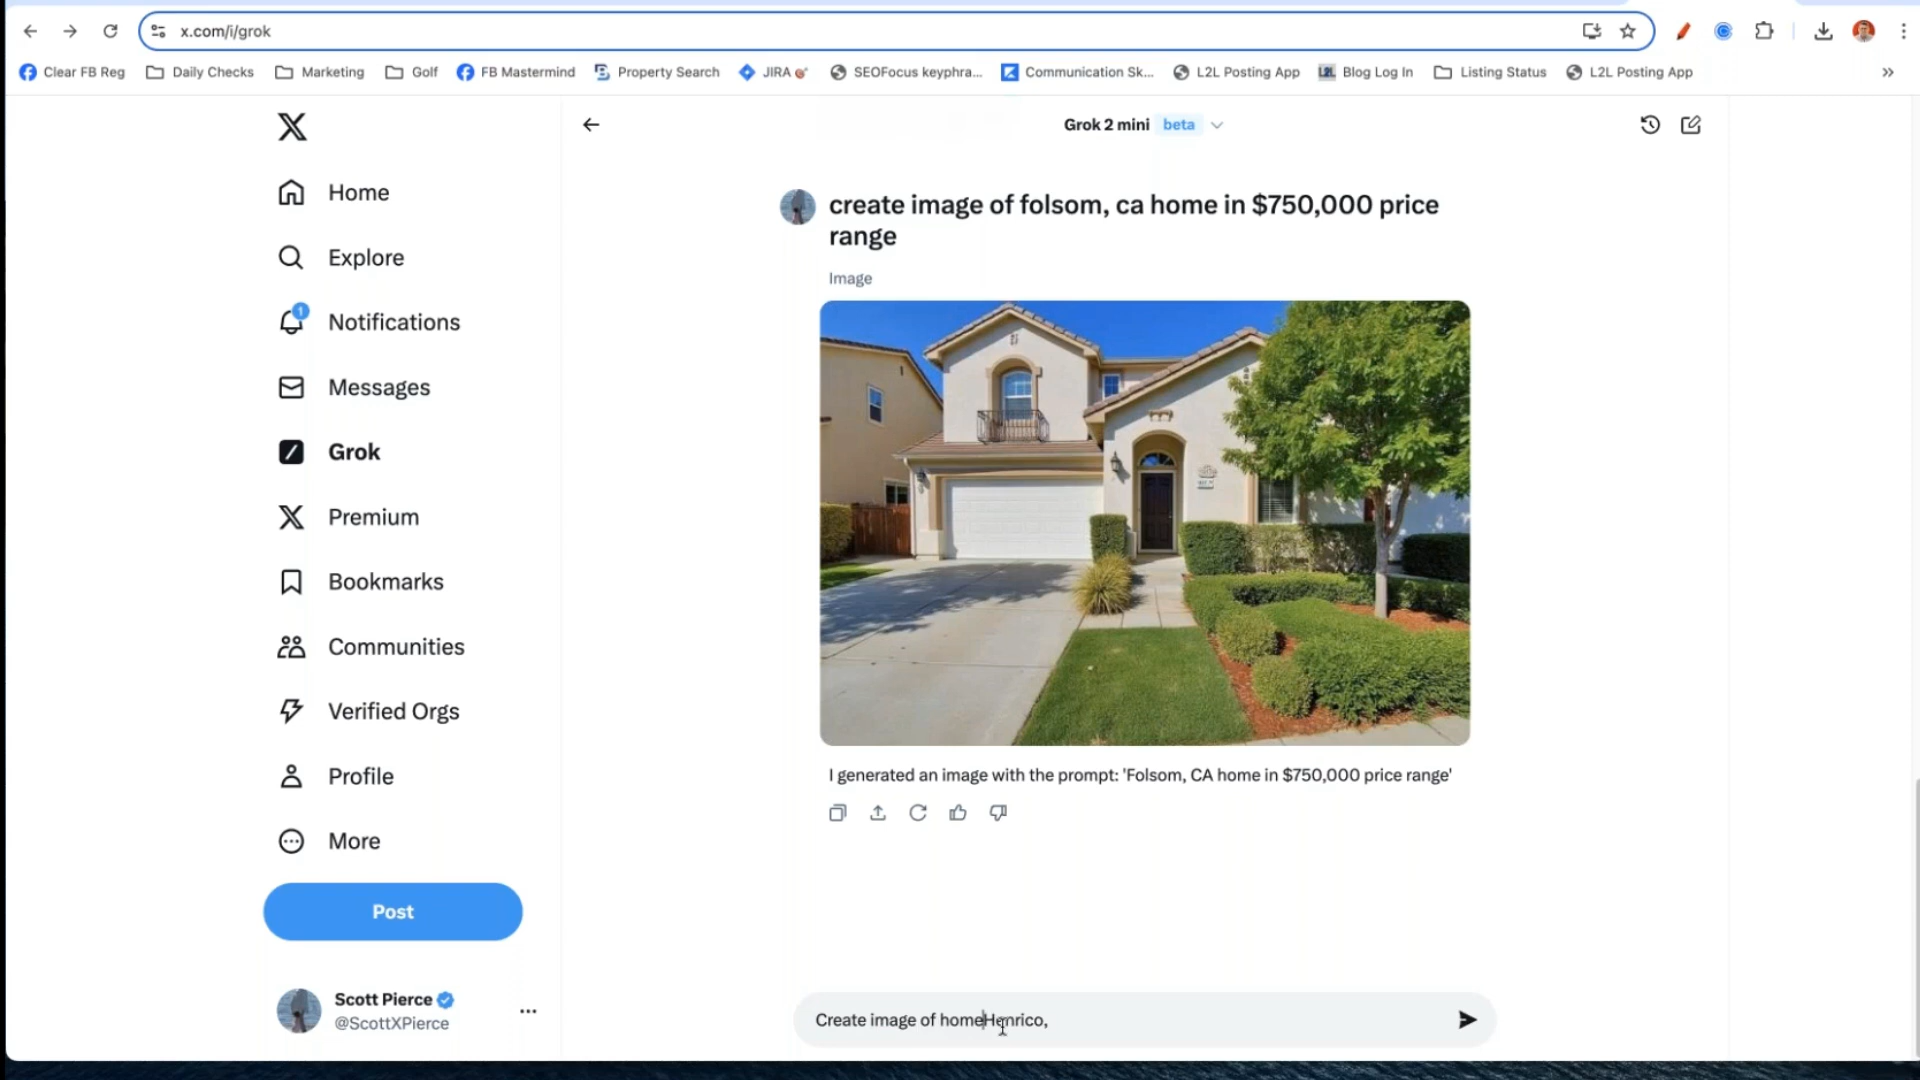 x.com/i/grok
Clear FB Reg
Daily Checks
Marketing
Golf
FB Mastermind
Property Search
JIRA
SEOFocus keyphra...
Communication Sk...
L2L Posting App
Blog Log In
Listing Status
L2L Posting App
Home
Explore
1
Notifications
Messages
Grok
Premium
Bookmarks
Communities
Verified Orgs
Profile
More
Post
Scott Pierce
@ScottXPierce
Grok 2 mini beta
create image of folsom, ca home in $750,000 price
range
Image
I generated an image with the prompt: 'Folsom, CA home in $750,000 price range'
Create image of homeHenrico,